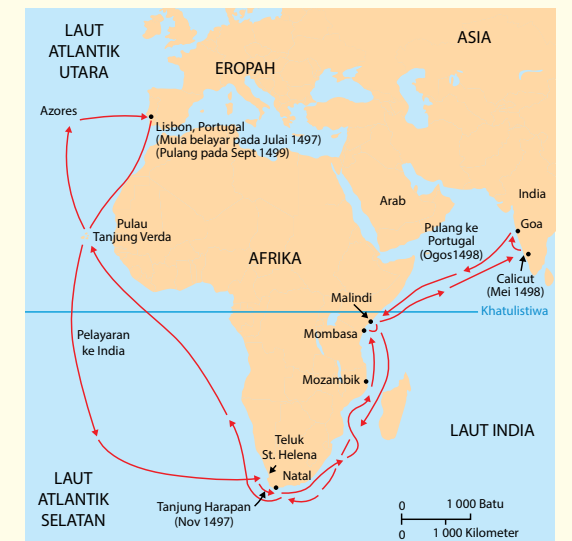 LAUT
ATLANTIK
UTARA
ASIA
EROPAH
Azores
Lisbon, Portugal
(Mula belayar pada Julai 1497)
(Pulang pada Sept 1499)
Arab
India
Pulau
Tanjung Verda
Pulang ke
Portugal
(Ogos1498)
Goa
AFRIKA
Calicut
(Mei 1498)
Malindi
Khatulistiwa
Pelayaran
ke India
Mombasa
Mozambik
LAUT INDIA
Teluk
St. Helena
Natal
LAUT
ATLANTIK
SELATAN
Tanjung Harapan
(Nov 1497)
0 1 000 Batu
0 1 000 Kilometer